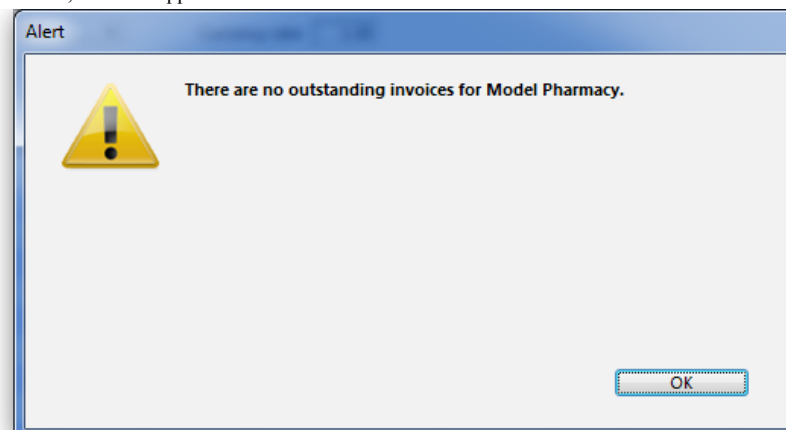 Alert
There are no outstanding invoices for Model Pharmacy.
OK